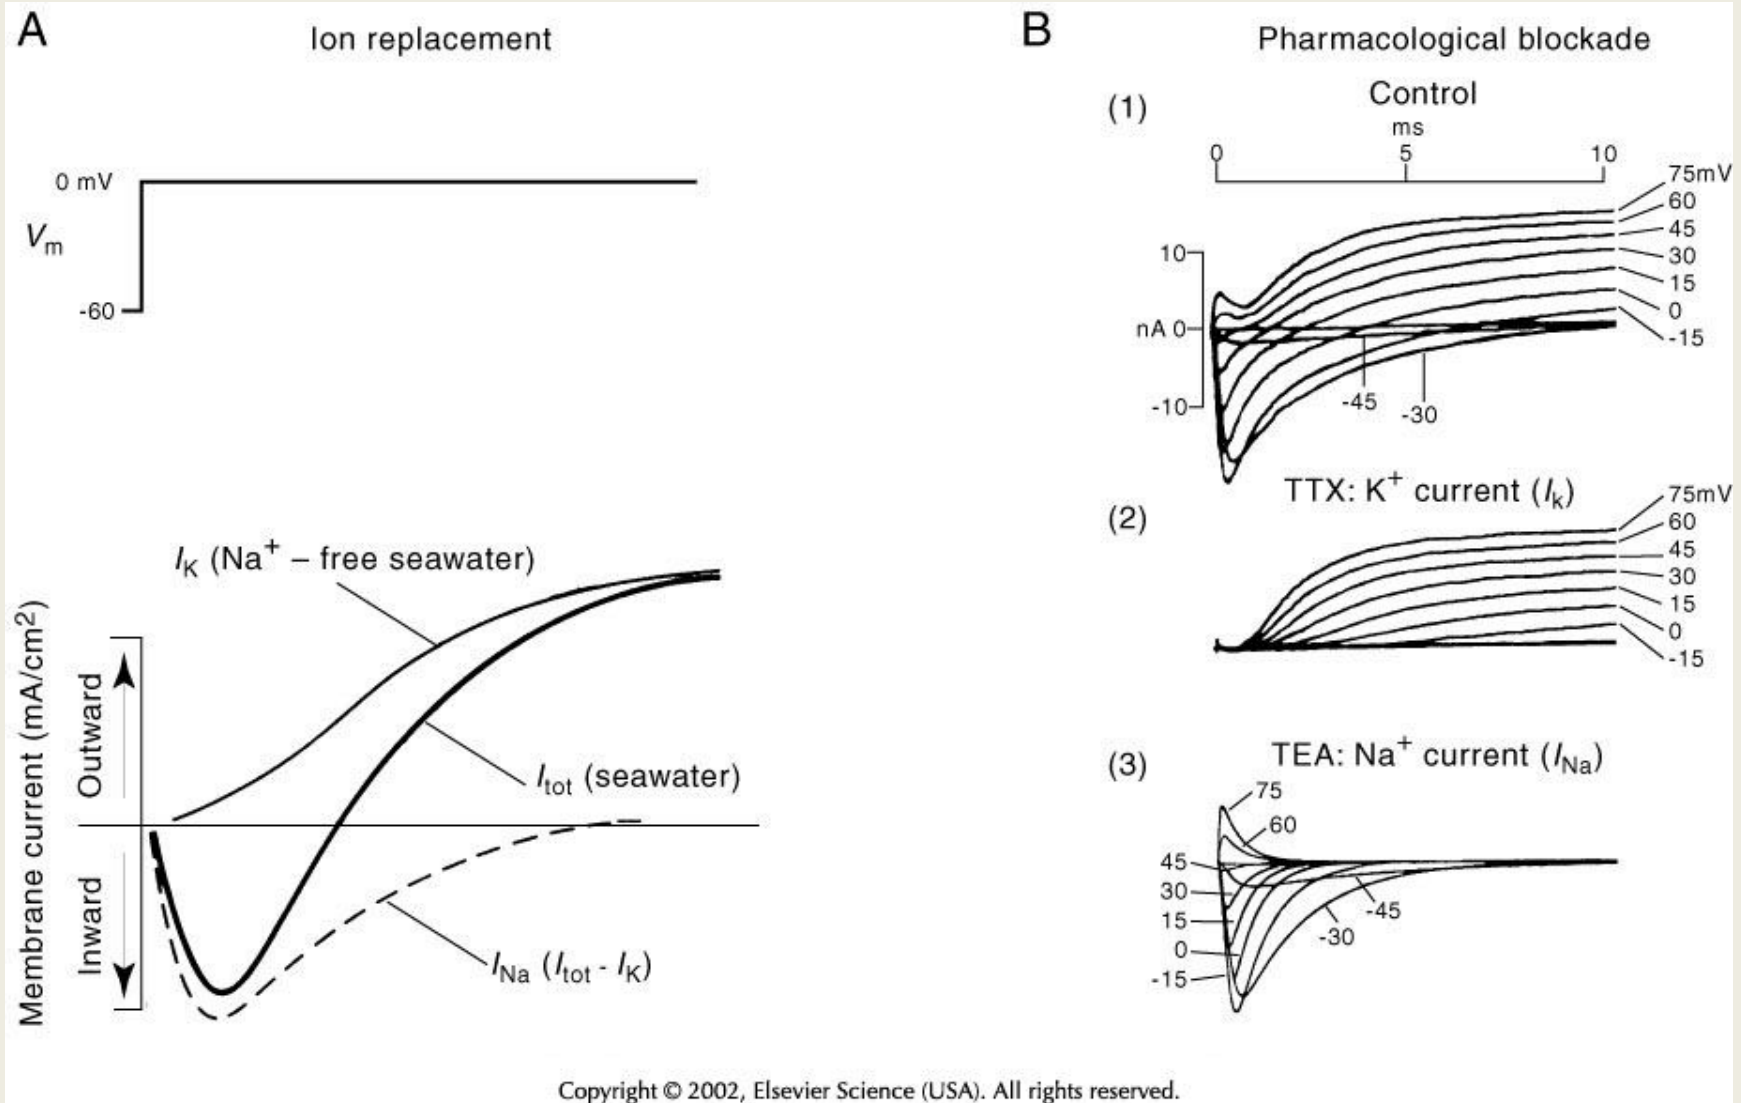 A
Ion replacement
0 mV
Vm
-60
IK (Na+ – free seawater)
Itot (seawater)
INa (Itot - IK)
Membrane current (mA/cm2)
Outward
Inward
B
Pharmacological blockade
(1)
Control
ms
0 5 10
75mV
60
45
30
15
0
-15
10
nA 0
-10
-45
-30
(2)
TTX: K+ current (Ik)
75mV
60
45
30
15
0
-15
(3)
TEA: Na+ current (INa)
75
60
45
30
15
0
-15
-45
-30
Copyright © 2002, Elsevier Science (USA). All rights reserved.